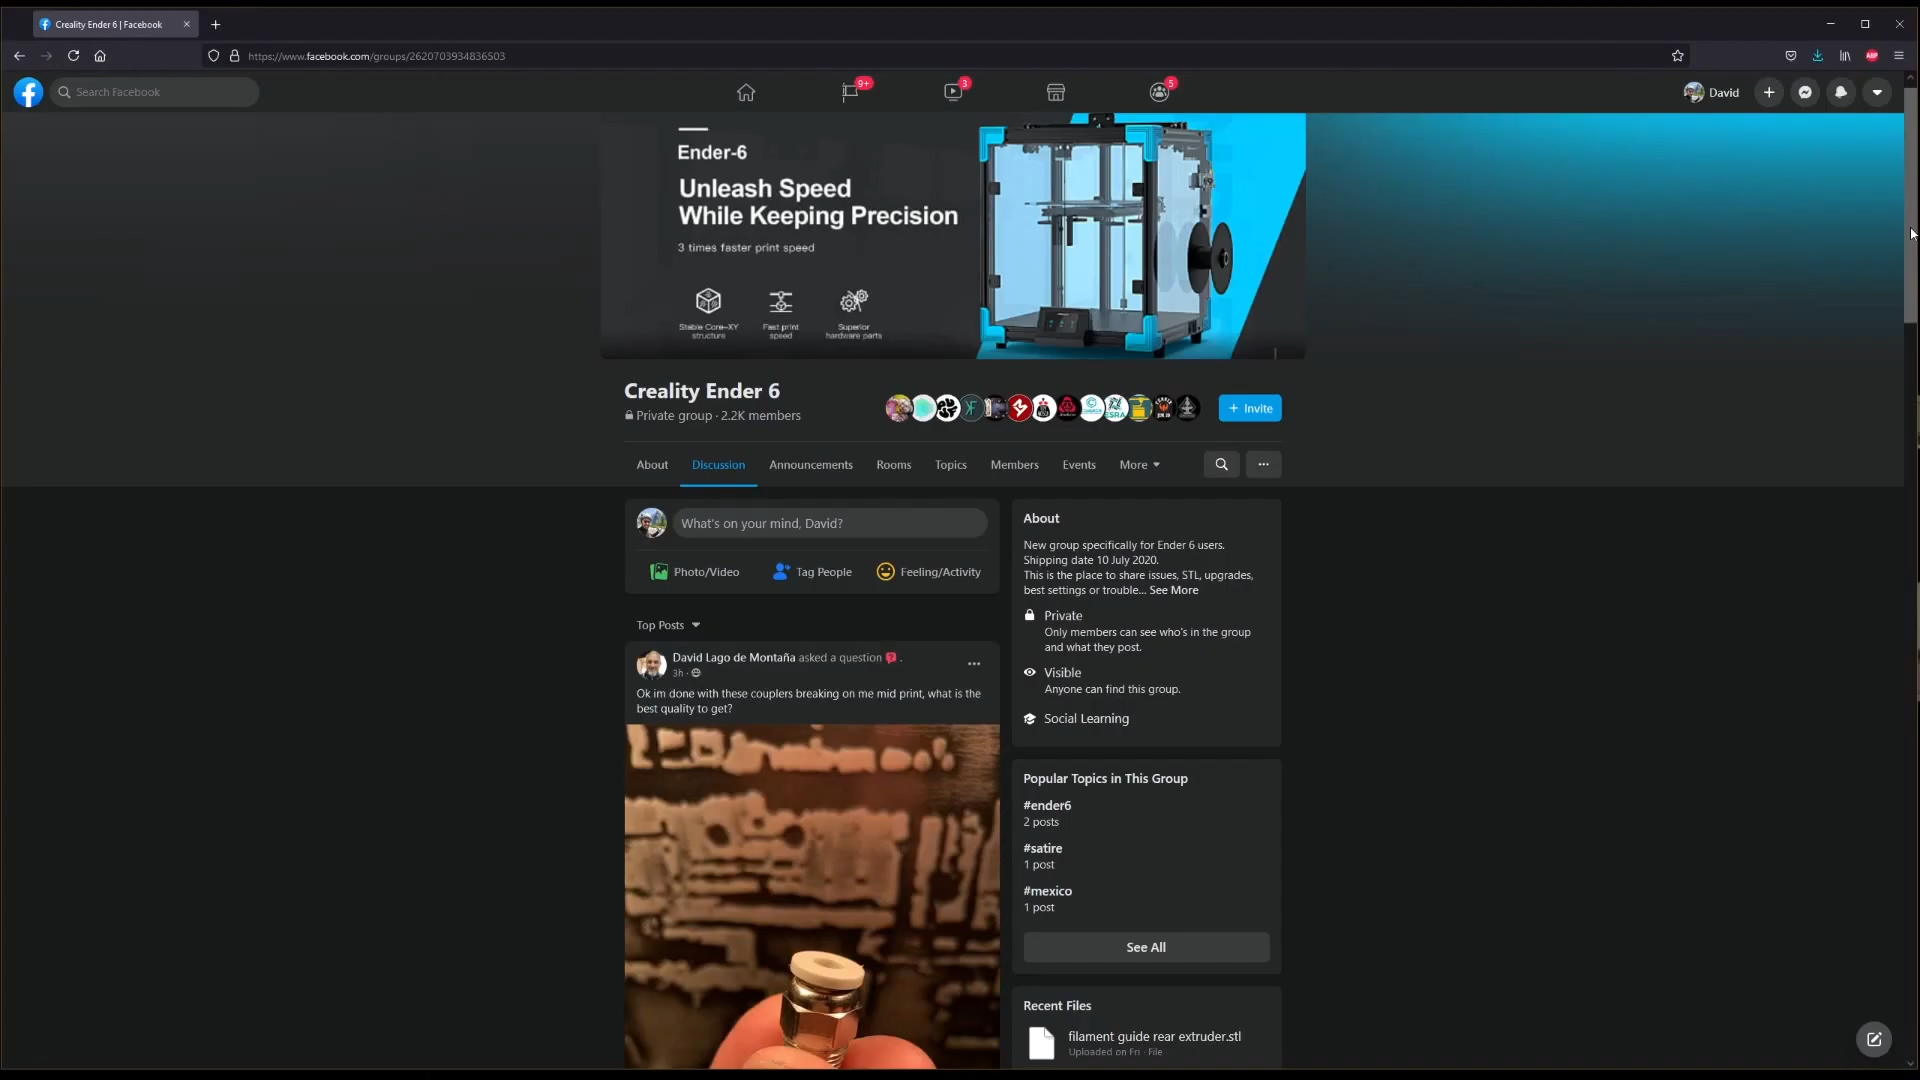 Creality Ender 6 | Facebook
https://www.facebook.com/groups/2620703934836503
ABP
Search Facebook
9+
3
5
David
Ender-6
Unleash Speed
While Keeping Precision
3 times faster print speed
Stable Core-XY
structure
Fast print
speed
Superior
hardware parts
Creality Ender 6
Private group · 2.2K members
+ Invite
About
Discussion
Announcements
Rooms
Topics
Members
Events
More
What's on your mind, David?
Photo/Video
Tag People
Feeling/Activity
Top Posts
David Lago de Montaña asked a question .
3h ·
Ok im done with these couplers breaking on me mid print, what is the
best quality to get?
About
New group specifically for Ender 6 users.
Shipping date 10 July 2020.
This is the place to share issues, STL, upgrades,
best settings or trouble... See More
Private
Only members can see who's in the group
and what they post.
Visible
Anyone can find this group.
Social Learning
Popular Topics in This Group
#ender6
2 posts
#satire
1 post
#mexico
1 post
See All
Recent Files
filament guide rear extruder.stl
Uploaded on Fri · File